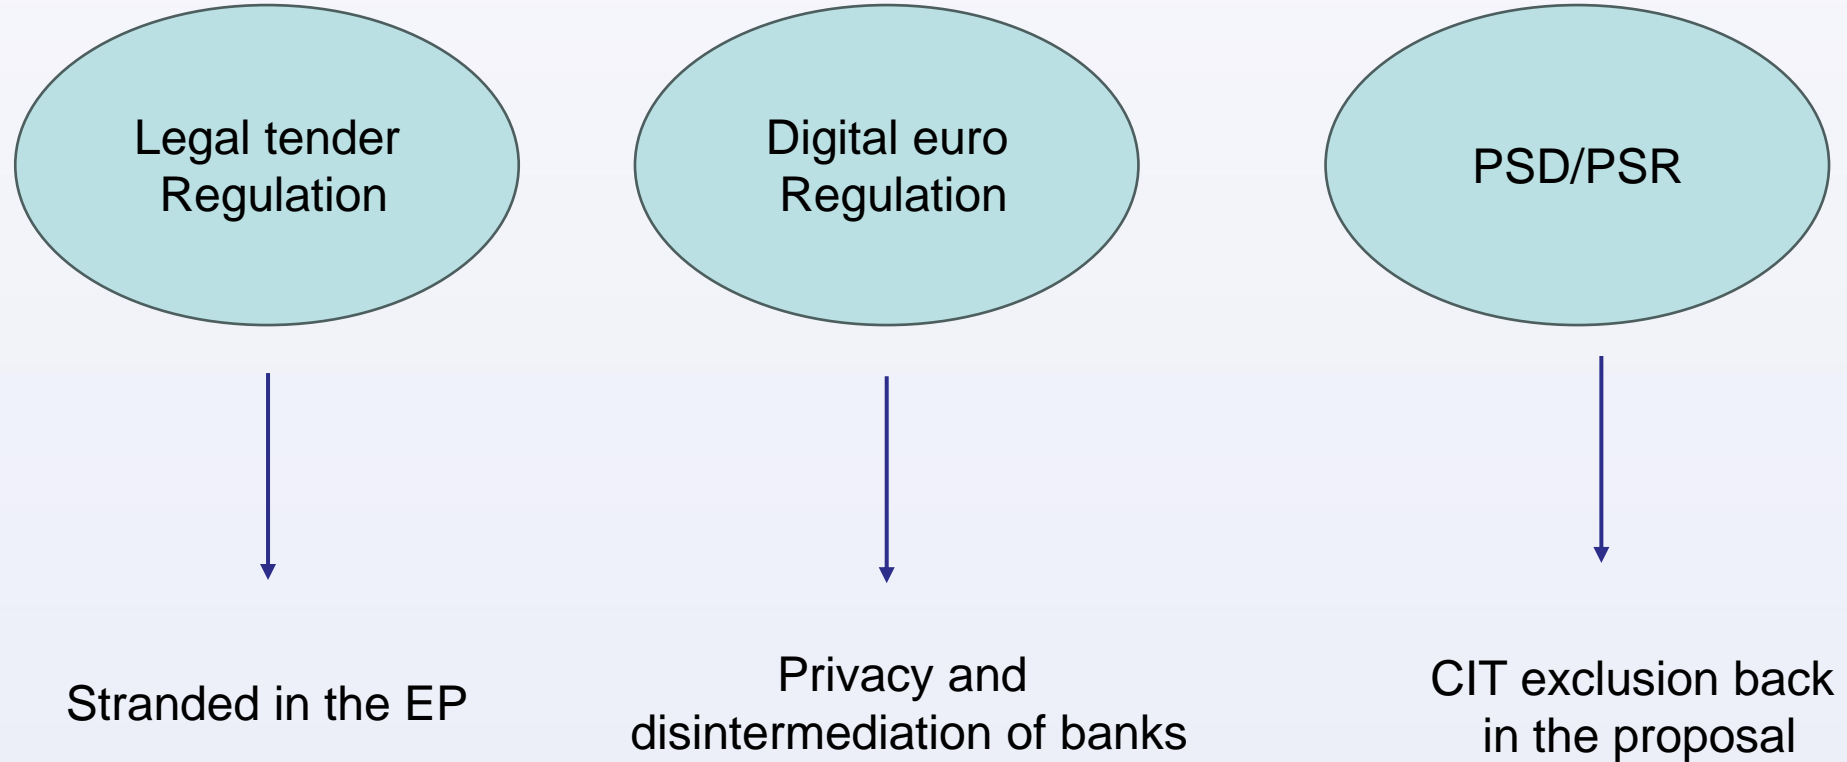 Legal tender
Regulation
Digital euro
Regulation
PSD/PSR
Stranded in the EP
Privacy and
disintermediation of banks
CIT exclusion back
in the proposal